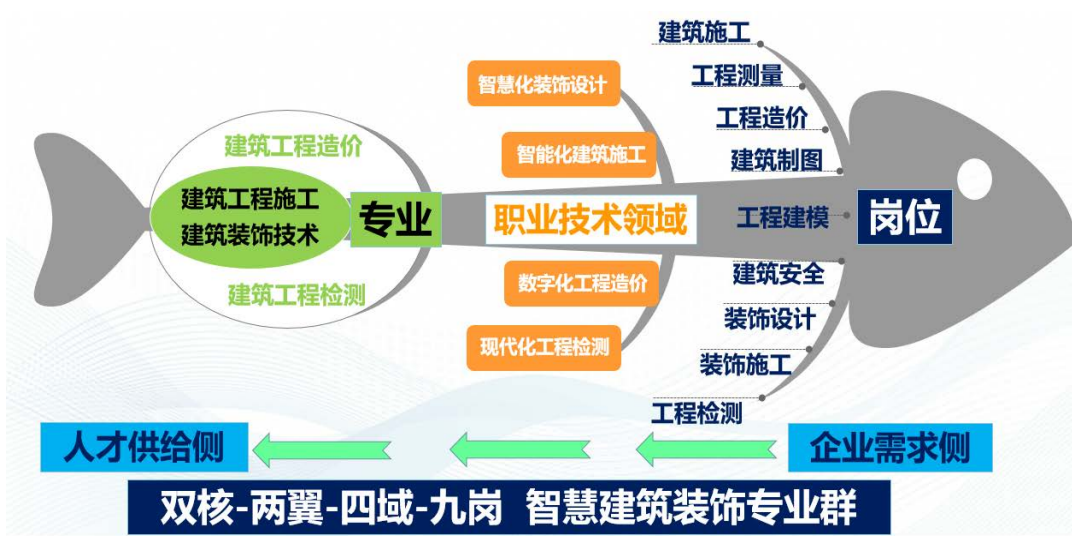 建筑工程造价
建筑工程施工
建筑装饰技术
建筑工程检测
专业
智慧化装饰设计
智能化建筑施工
职业技术领域
数字化工程造价
现代化工程检测
建筑施工
工程测量
工程造价
建筑制图
工程建模
建筑安全
装饰设计
装饰施工
工程检测
岗位
人才供给侧
企业需求侧
双核-两翼-四域-九岗 智慧建筑装饰专业群